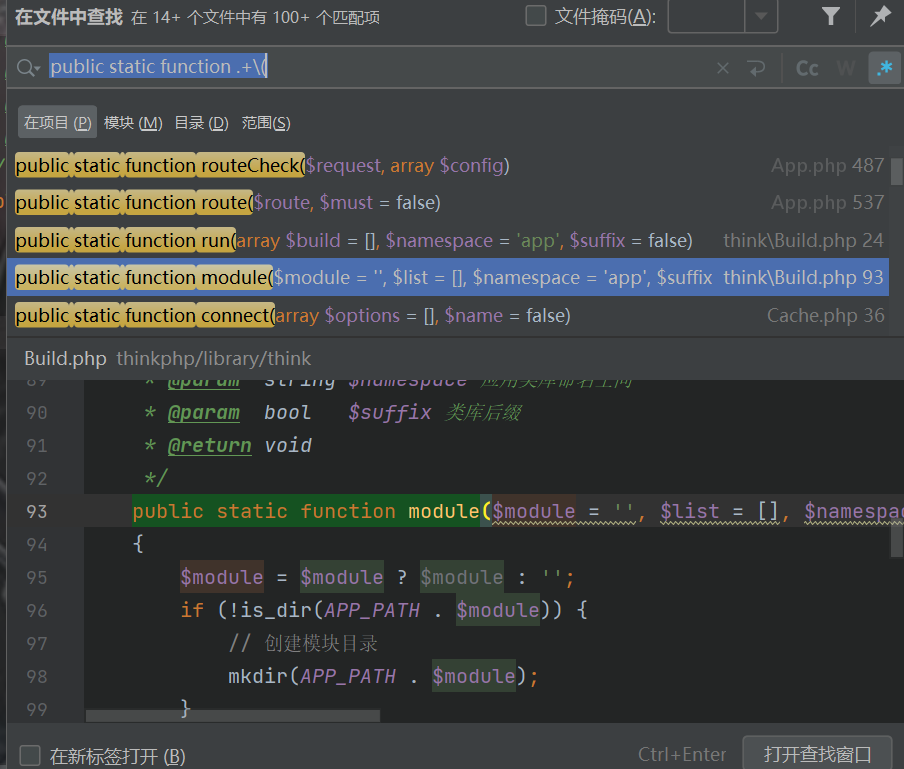 在文件中查找 在 14+ 个文件中有 100+ 个匹配项 文件掩码(A):
public static function .+\( Cc W .*
在项目 (P) 模块 (M) 目录 (D) 范围(S)
public static function routeCheck($request, array $config) App.php 487
public static function route($route, $must = false) App.php 537
public static function run(array $build = [], $namespace = 'app', $suffix = false) think\Build.php 24
public static function module($module = '', $list = [], $namespace = 'app', $suffix think\Build.php 93
public static function connect(array $options = [], $name = false) Cache.php 36
Build.php thinkphp/library/think
89 * @param string $namespace 应用类库命名空间
90 * @param bool $suffix 类库后缀
91 * @return void
92 */
93 public static function module($module = '', $list = [], $namespac
94 {
95 $module = $module ? $module : '';
96 if (!is_dir(APP_PATH . $module)) {
97 // 创建模块目录
98 mkdir(APP_PATH . $module);
99 }
在新标签打开 (B) Ctrl+Enter 打开查找窗口